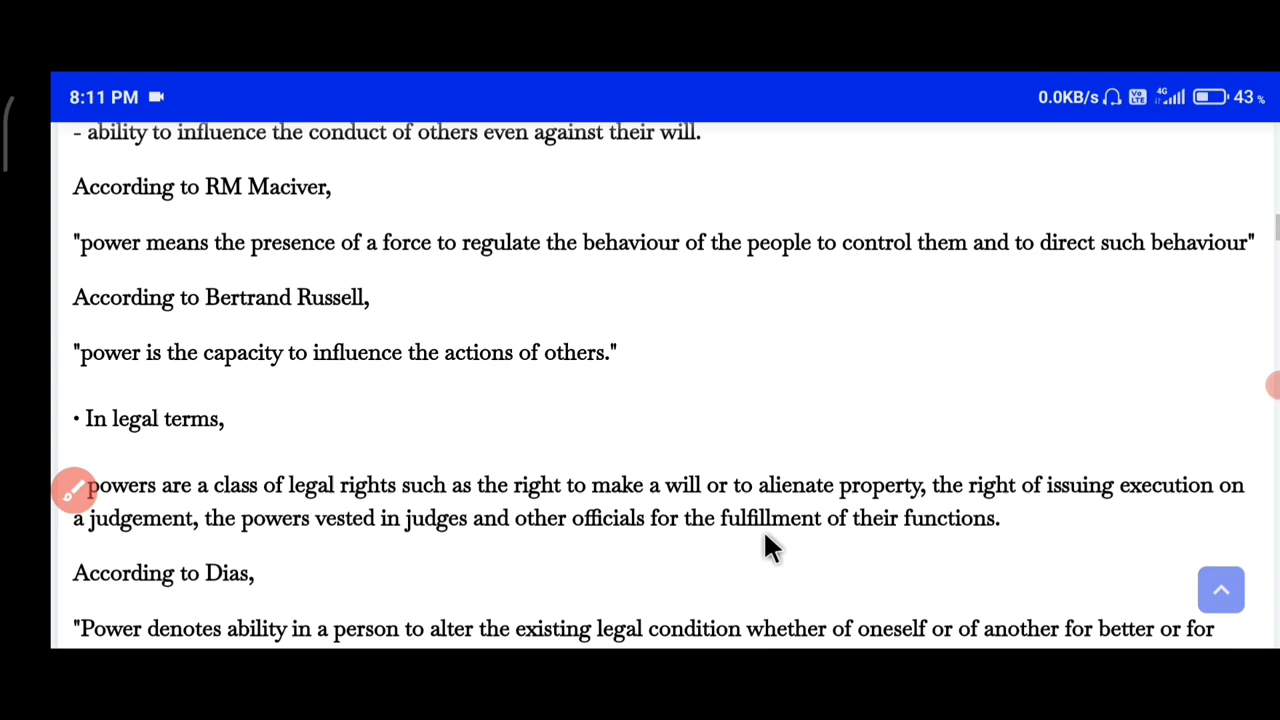 8:11 PM
0.0KB/s Vo LTE 4G 43 %
- ability to influence the conduct of others even against their will.
According to RM Maciver,
"power means the presence of a force to regulate the behaviour of the people to control them and to direct such behaviour"
According to Bertrand Russell,
"power is the capacity to influence the actions of others."
• In legal terms,
powers are a class of legal rights such as the right to make a will or to alienate property, the right of issuing execution on
a judgement, the powers vested in judges and other officials for the fulfillment of their functions.
According to Dias,
"Power denotes ability in a person to alter the existing legal condition whether of oneself or of another for better or for